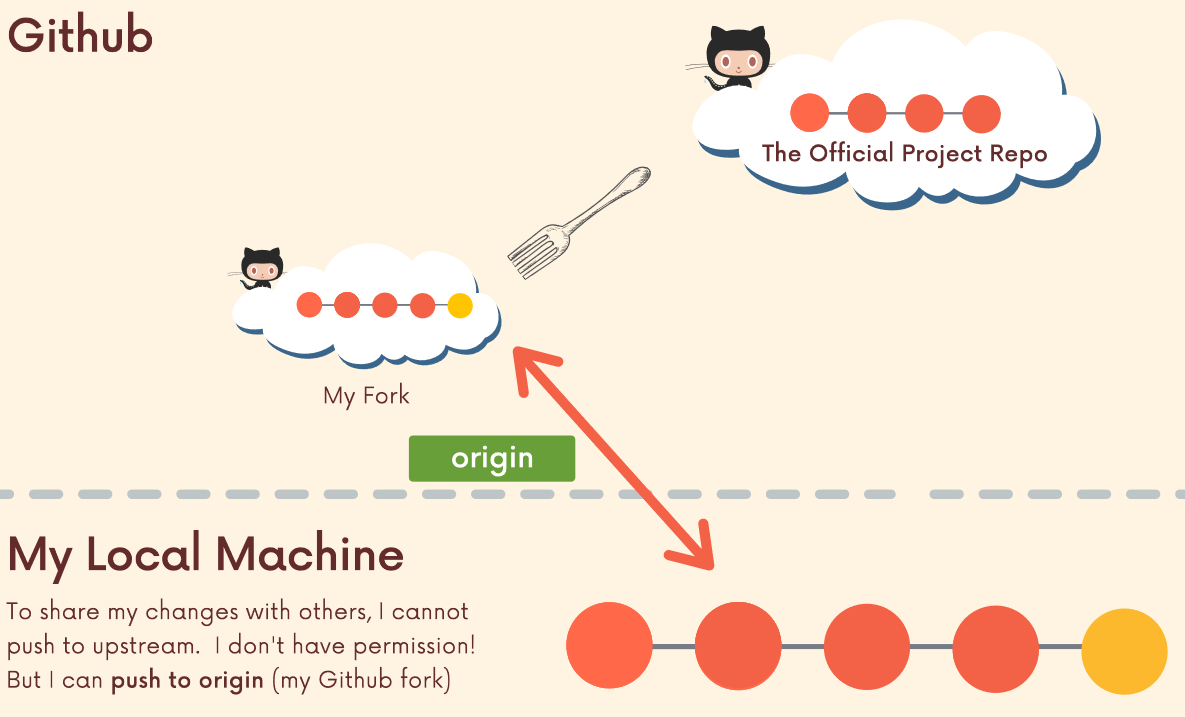 Github
The Official Project Repo
My Fork
origin
My Local Machine
To share my changes with others, I cannot
push to upstream.  I don't have permission!
But I can push to origin (my Github fork)